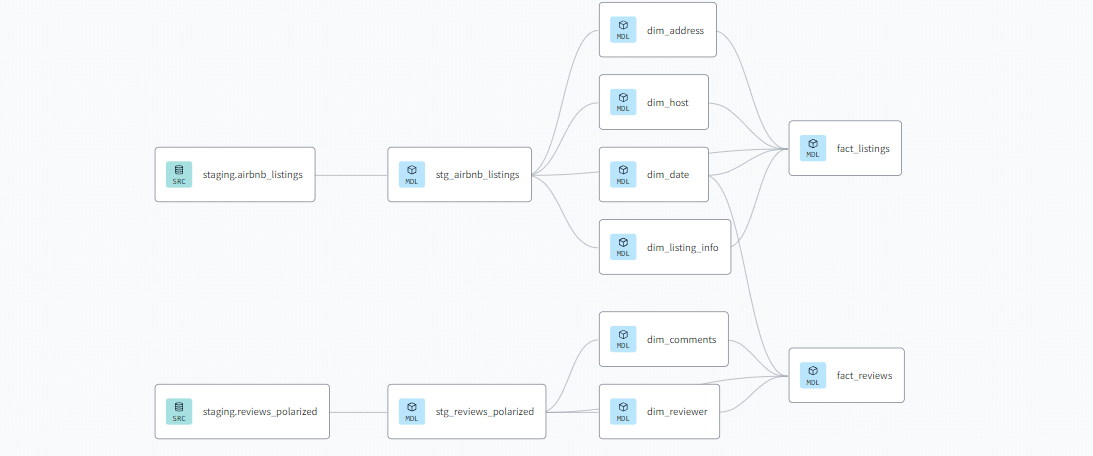 MDL
dim_address
MDL
dim_host
SRC
staging.airbnb_listings
MDL
stg_airbnb_listings
MDL
dim_date
MDL
fact_listings
MDL
dim_listing_info
MDL
dim_comments
MDL
fact_reviews
SRC
staging.reviews_polarized
MDL
stg_reviews_polarized
MDL
dim_reviewer